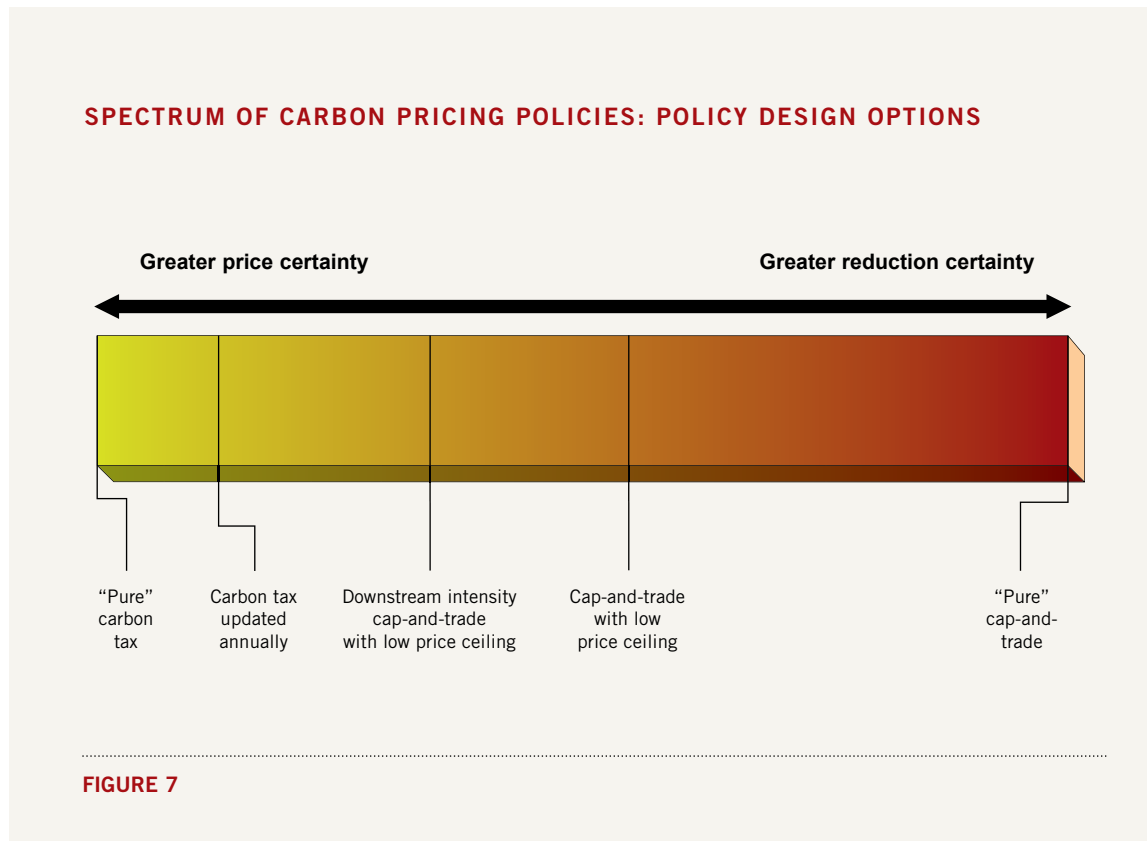 SPECTRUM OF CARBON PRICING POLICIES: POLICY DESIGN OPTIONS
Greater price certainty
Greater reduction certainty
“Pure”
carbon
tax
Carbon tax
updated
annually
Downstream intensity
cap-and-trade
with low price ceiling
Cap-and-trade
with low
price ceiling
“Pure”
cap-and-
trade
FIGURE 7